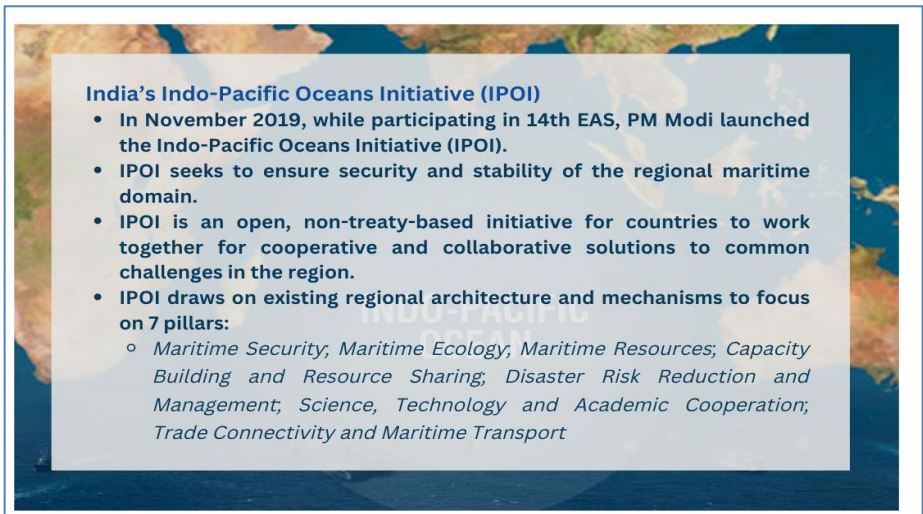 India’s Indo-Pacific Oceans Initiative (IPOI)
• In November 2019, while participating in 14th EAS, PM Modi launched
the Indo-Pacific Oceans Initiative (IPOI).
• IPOI seeks to ensure security and stability of the regional maritime
domain.
• IPOI is an open, non-treaty-based initiative for countries to work
together for cooperative and collaborative solutions to common
challenges in the region.
• IPOI draws on existing regional architecture and mechanisms to focus
on 7 pillars:
○ Maritime Security; Maritime Ecology; Maritime Resources; Capacity
Building and Resource Sharing; Disaster Risk Reduction and
Management; Science, Technology and Academic Cooperation;
Trade Connectivity and Maritime Transport
INDO-PACIFIC
OCEAN